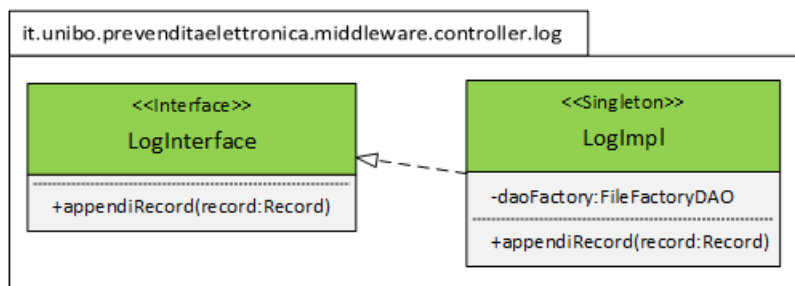 it.unibo.prevenditaelettronica.middleware.controller.log
<<Interface>>
LogInterface
+appendiRecord(record:Record)
<<Singleton>>
LogImpl
-daoFactory:FileFactoryDAO
+appendiRecord(record:Record)